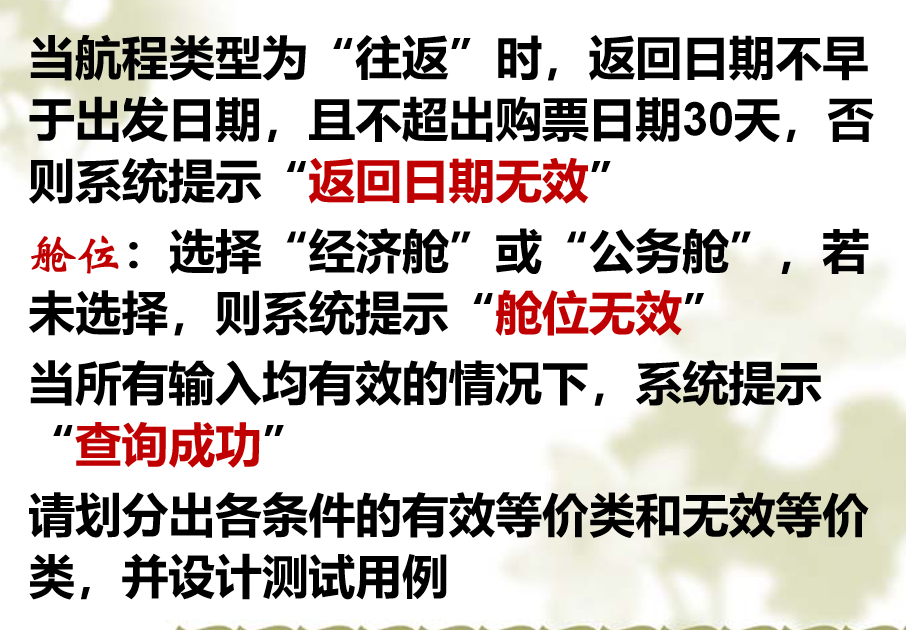 当航程类型为“往返”时，返回日期不早
于出发日期，且不超出购票日期30天，否
则系统提示“返回日期无效”
舱位：选择“经济舱”或“公务舱”，若
未选择，则系统提示“舱位无效”
当所有输入均有效的情况下，系统提示
“查询成功”
请划分出各条件的有效等价类和无效等价
类，并设计测试用例